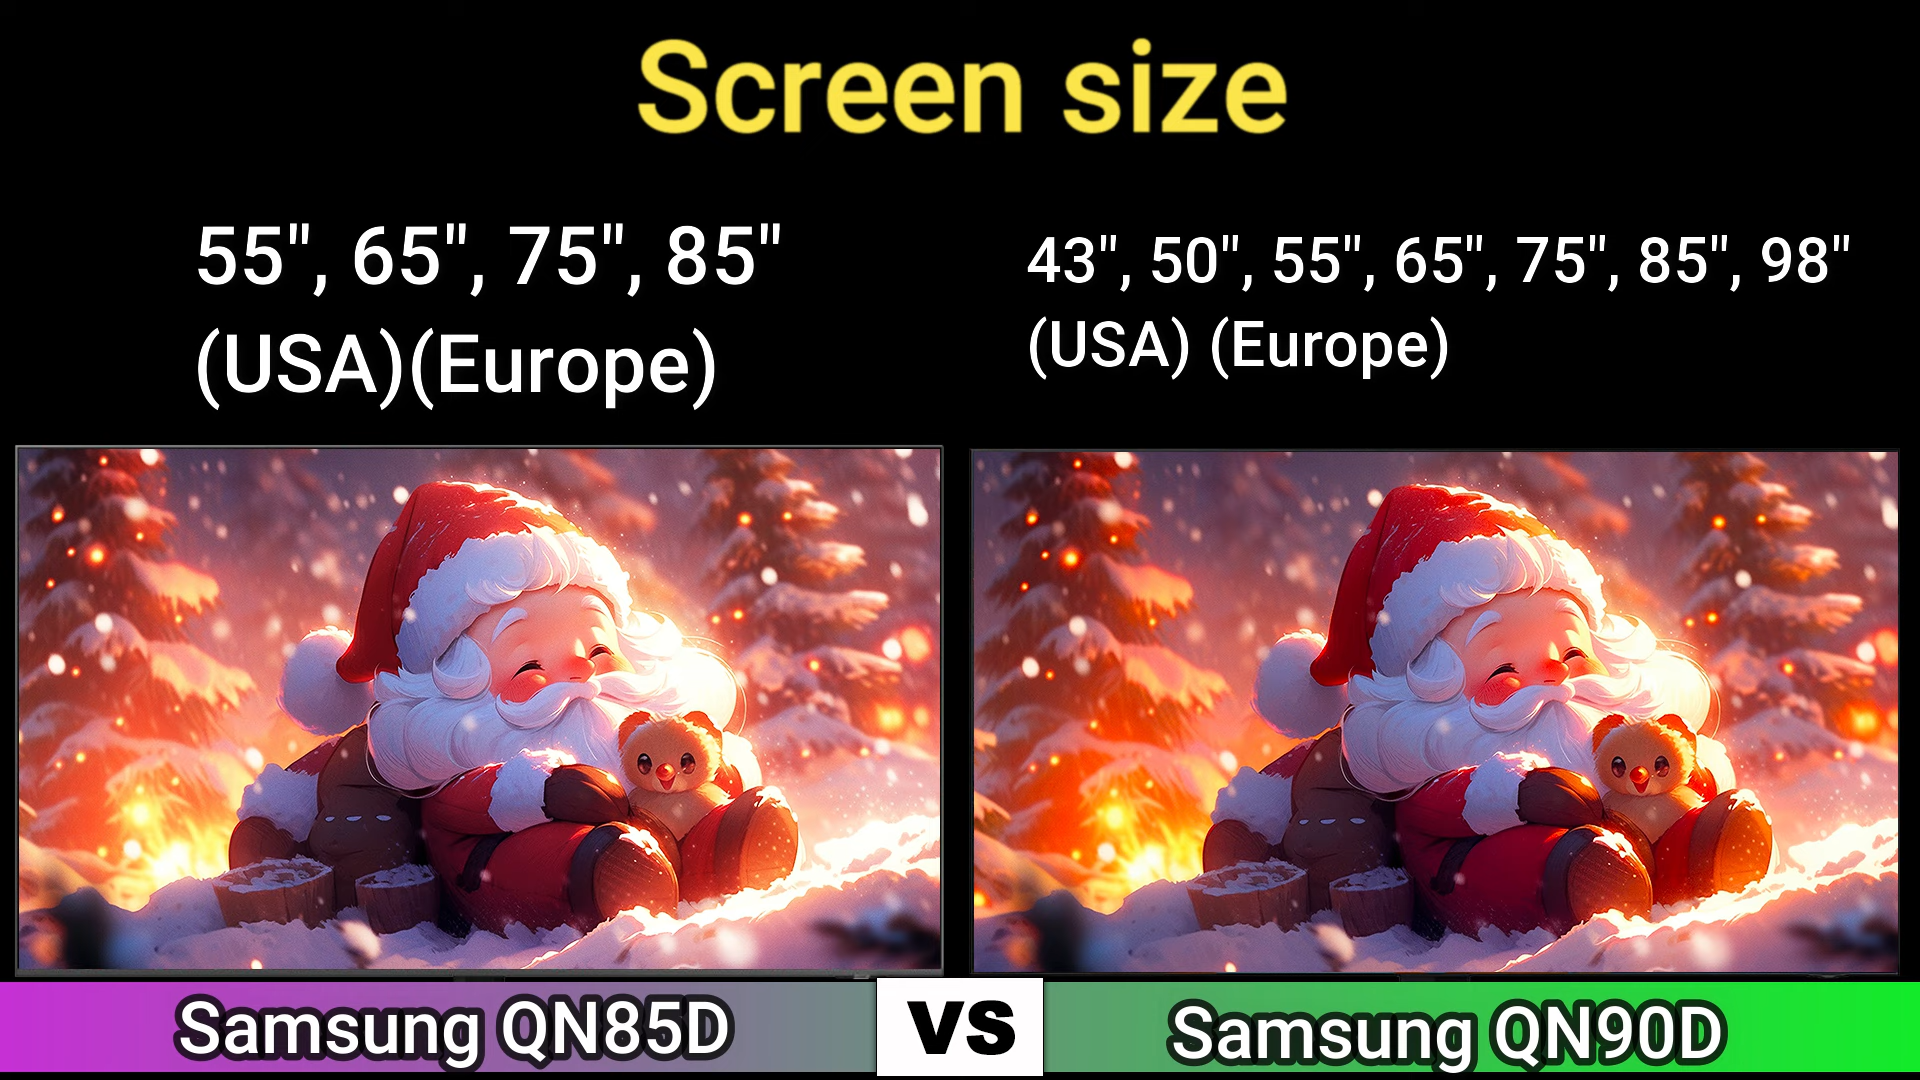 Screen size
55", 65", 75", 85"
(USA)(Europe)
43", 50", 55", 65", 75", 85", 98"
(USA) (Europe)
Samsung QN85D
VS
Samsung QN90D